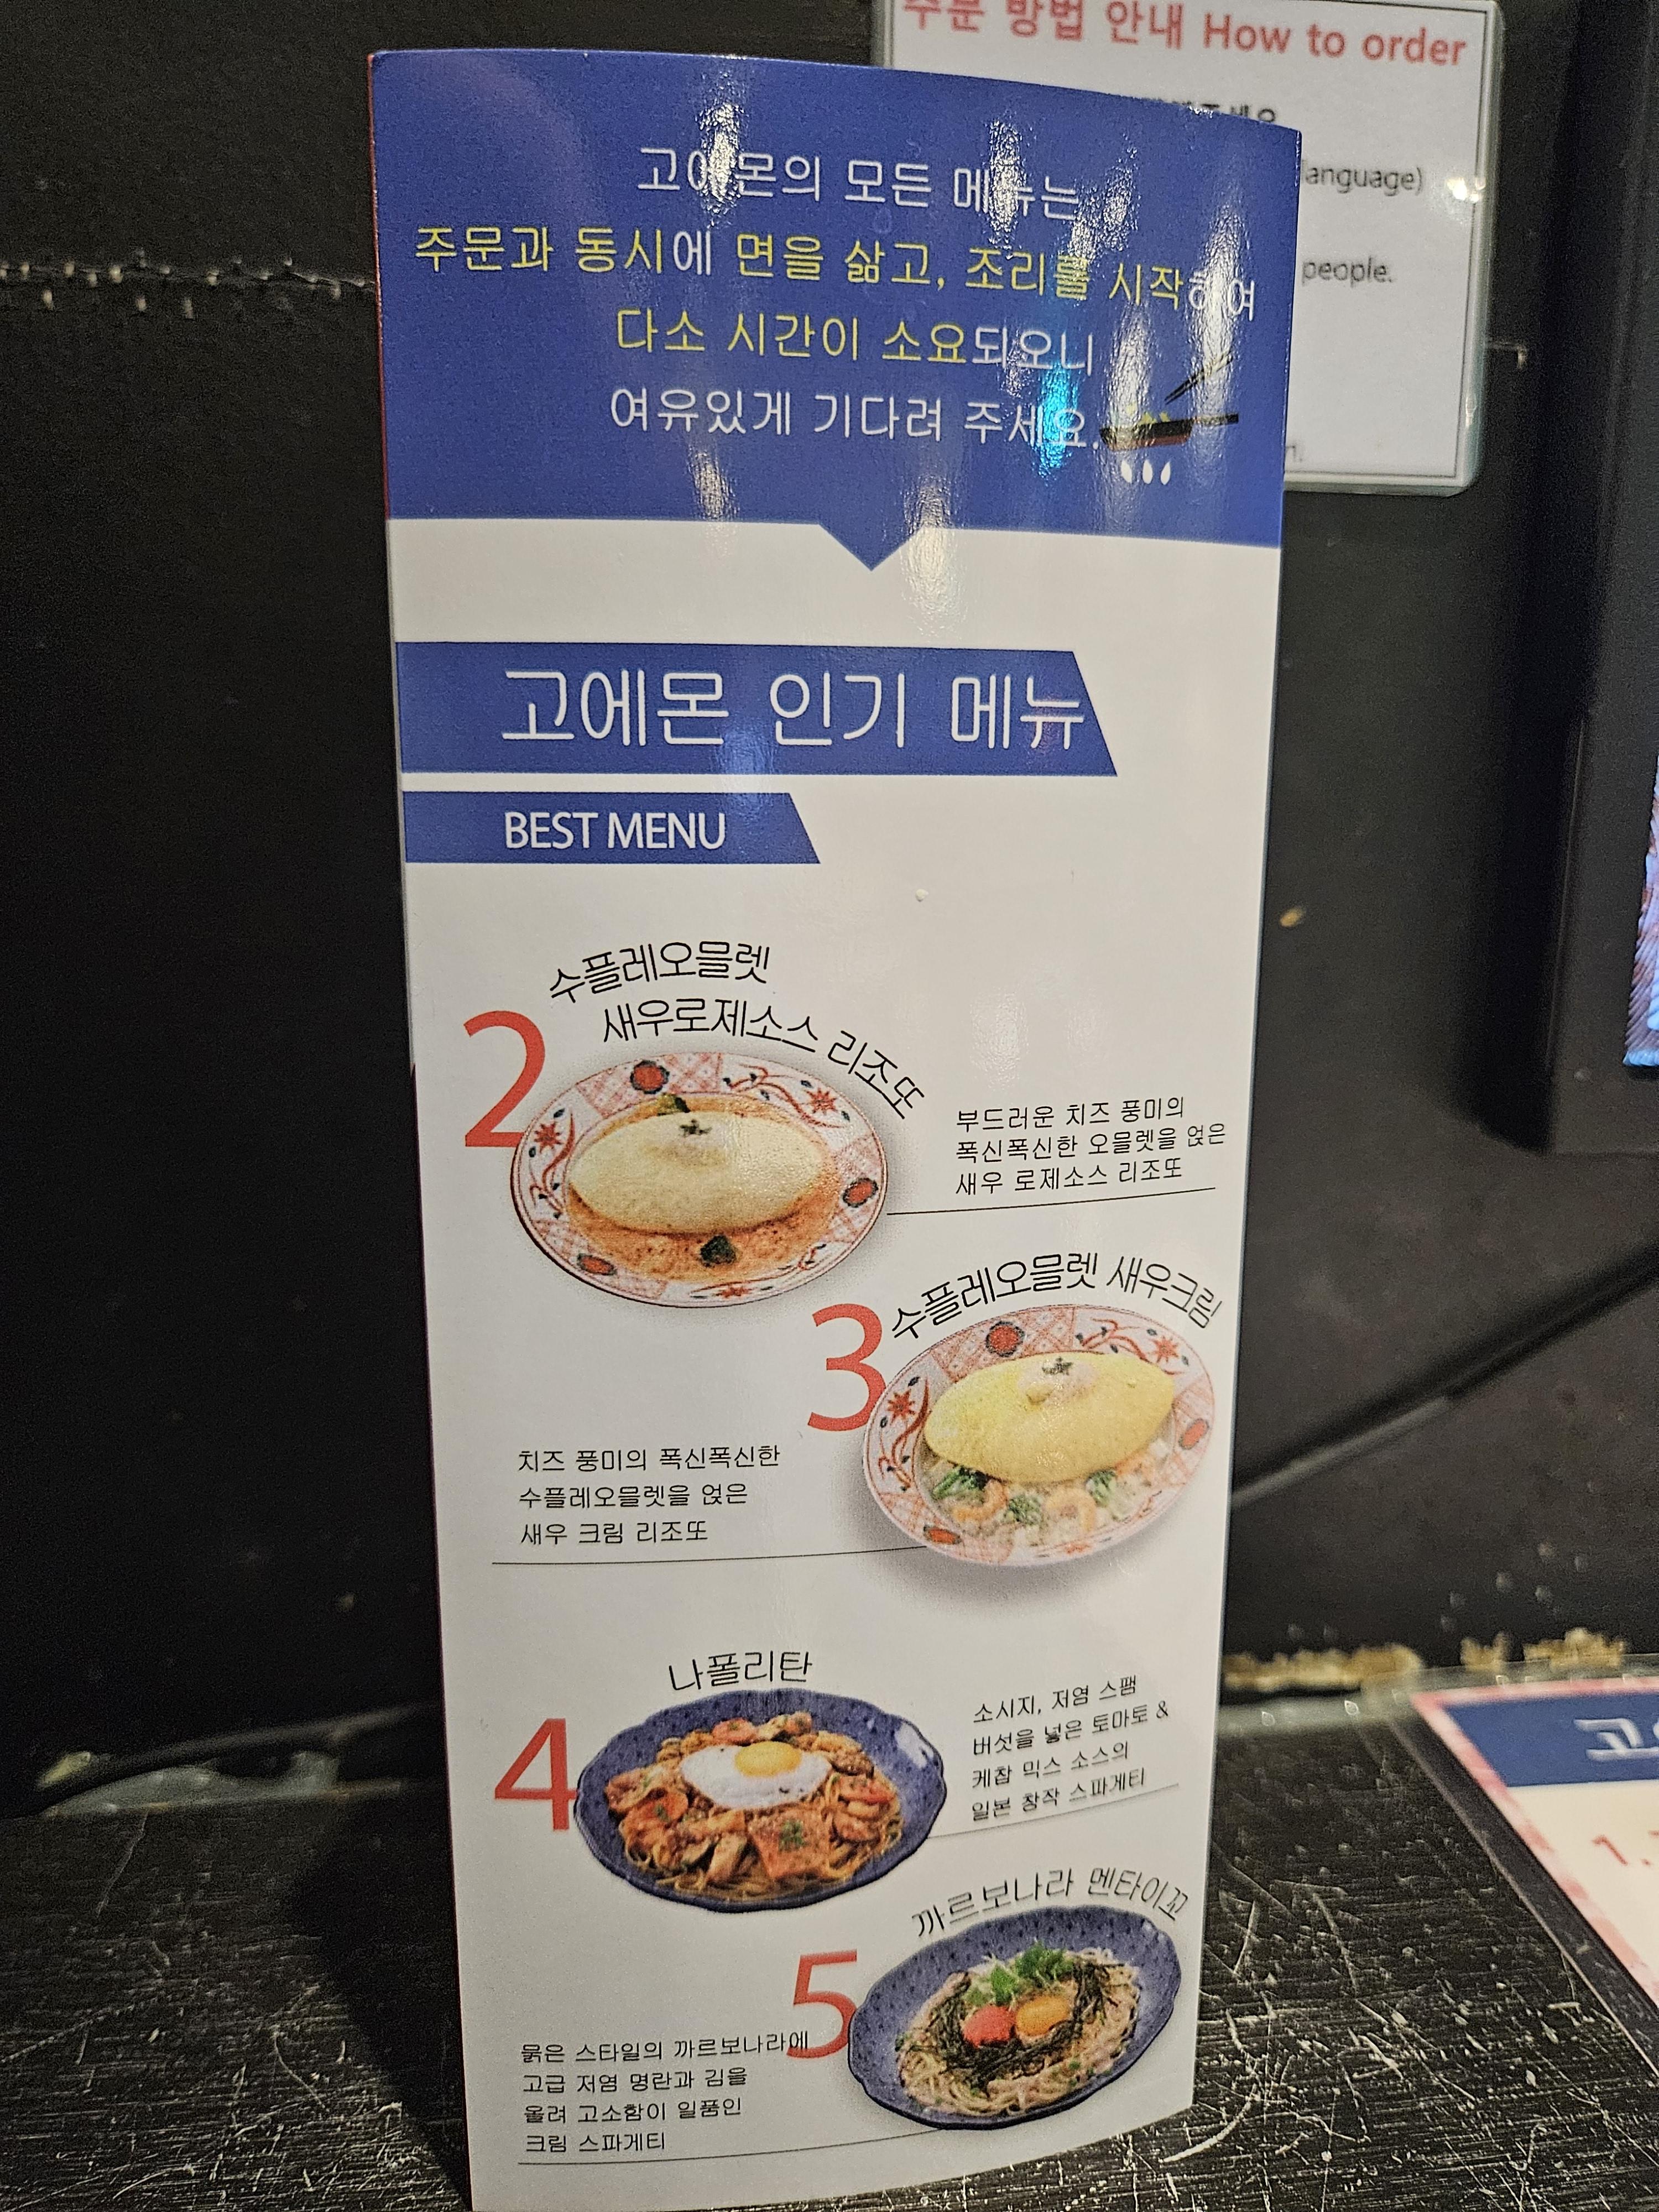 주문 방법 안내 How to order
language)
people.
고에몬의 모든 메뉴는
주문과 동시에 면을 삶고, 조리를 시작하여
다소 시간이 소요되오니
여유있게 기다려 주세요.
고에몬 인기 메뉴
BEST MENU
2
수플레오믈렛
새우로제소스 리조또
부드러운 치즈 풍미의
폭신폭신한 오믈렛을 얹은
새우 로제소스 리조또
3
수플레오믈렛 새우크림
치즈 풍미의 폭신폭신한
수플레오믈렛을 얹은
새우 크림 리조또
4
나폴리탄
소시지, 저염 스팸
버섯을 넣은 토마토 &
케찹 믹스 소스의
일본 창작 스파게티
5
까르보나라 멘타이꼬
묽은 스타일의 까르보나라에
고급 저염 명란과 김을
올려 고소함이 일품인
크림 스파게티
1.